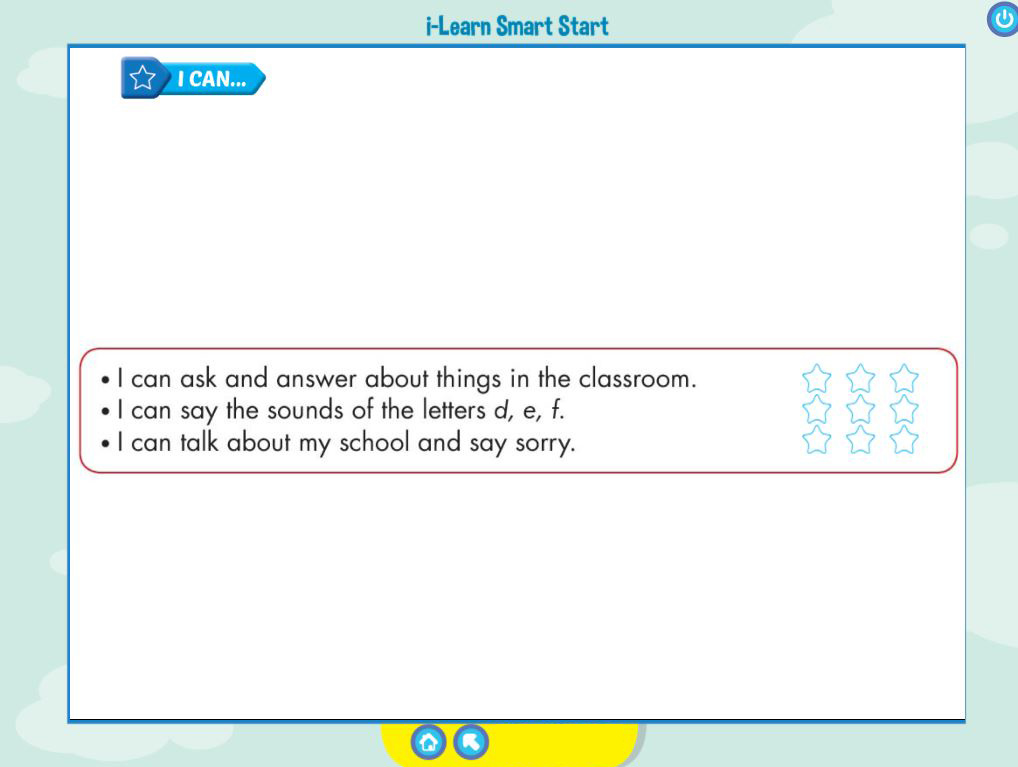 i-Learn Smart Start
I CAN...
• I can ask and answer about things in the classroom.
• I can say the sounds of the letters d, e, f.
• I can talk about my school and say sorry.